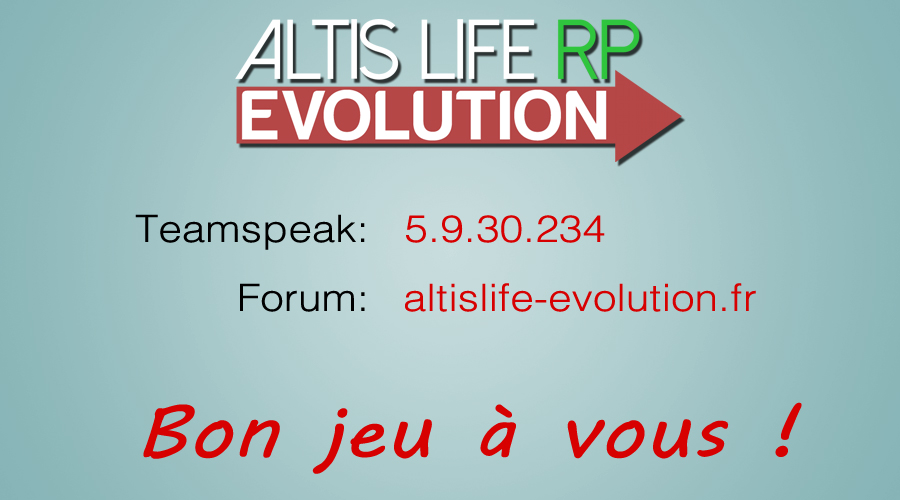 ALTIS LIFE RP
EVOLUTION
Teamspeak: 5.9.30.234
Forum: altislife-evolution.fr
Bon jeu à vous !